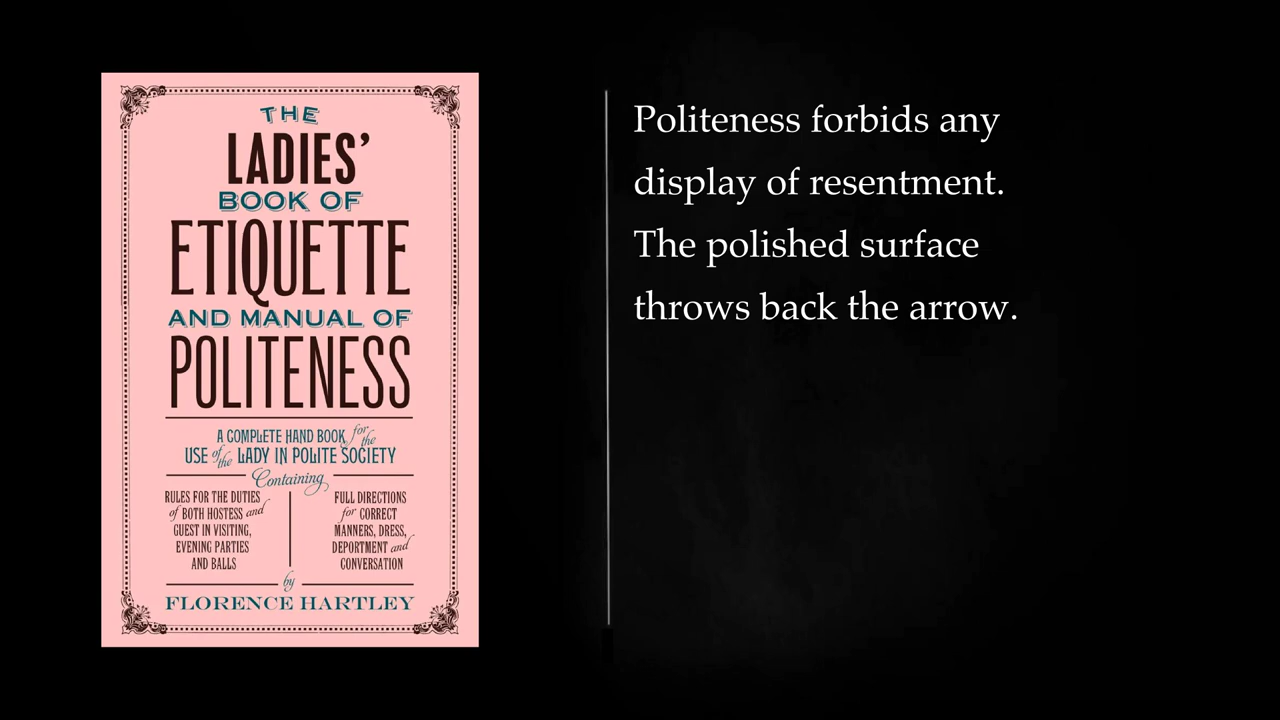 THE
LADIES'
BOOK OF
ETIQUETTE
AND MANUAL OF
POLITENESS
A COMPLETE HAND BOOK for the
USE of the LADY IN POLITE SOCIETY
Containing
RULES FOR THE DUTIES
of BOTH HOSTESS and
GUEST IN VISITING,
EVENING PARTIES
AND BALLS
FULL DIRECTIONS
for CORRECT
MANNERS, DRESS,
DEPORTMENT and
CONVERSATION
by
FLORENCE HARTLEY
Politeness forbids any
display of resentment.
The polished surface
throws back the arrow.